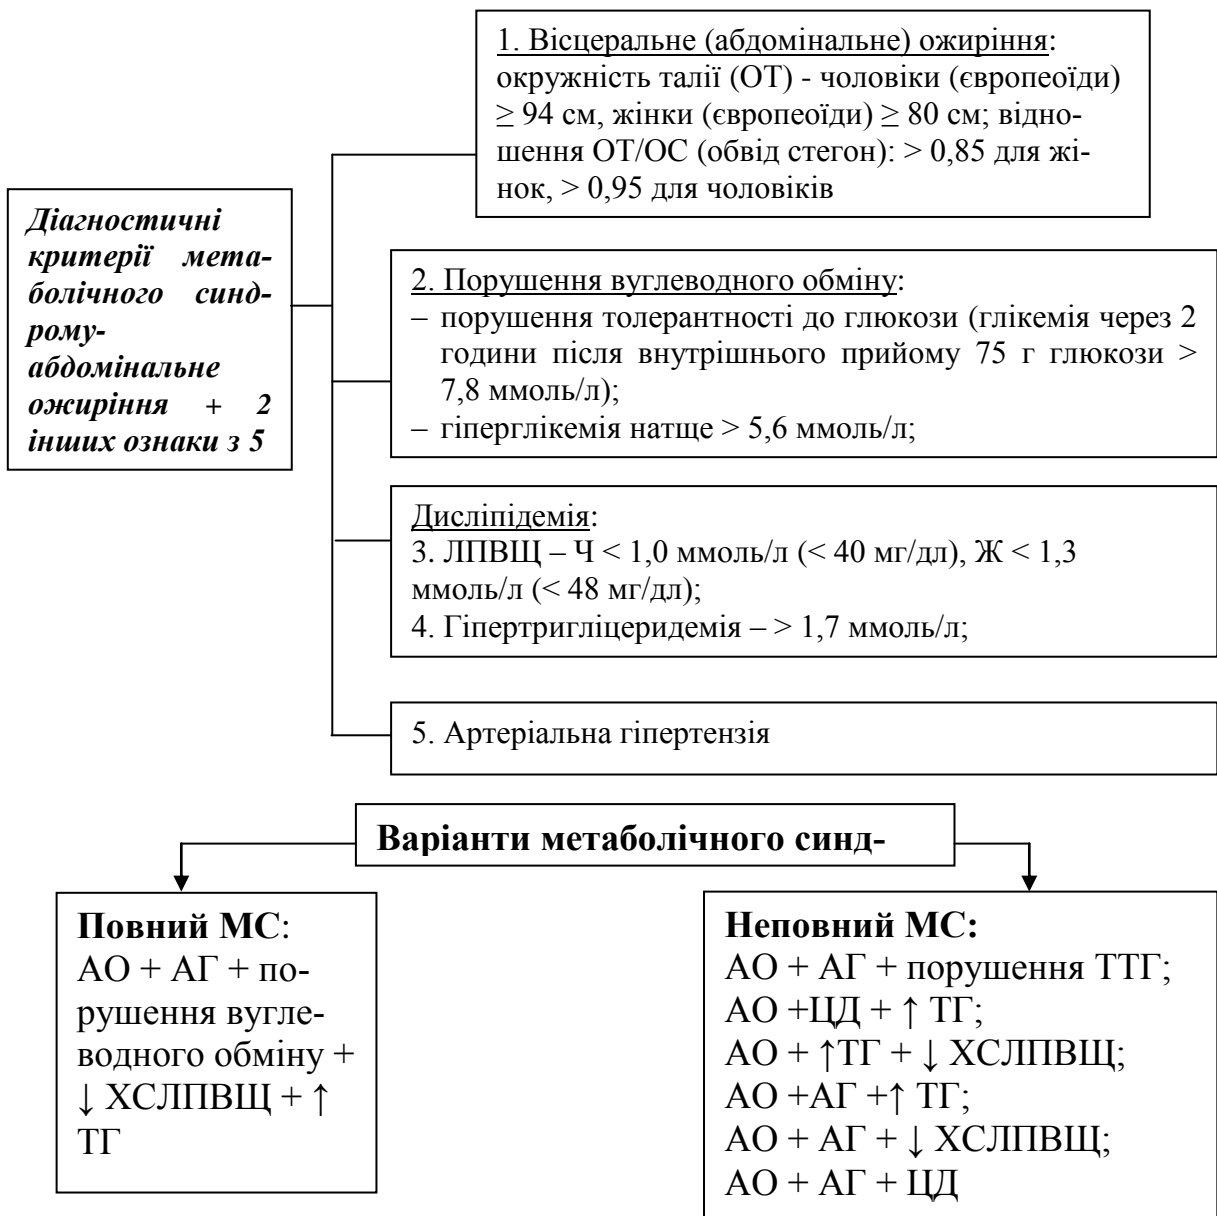 1. Вісцеральне (абдомінальне) ожиріння:
окружність талії (ОТ) - чоловіки (європеоїди)
≥ 94 см, жінки (європеоїди) ≥ 80 см; відно-
шення ОТ/ОС (обвід стегон): > 0,85 для жі-
нок, > 0,95 для чоловіків
Діагностичні
критерії мета-
болічного синд-
рому-
абдомінальне
ожиріння + 2
інших ознаки з 5
2. Порушення вуглеводного обміну:
– порушення толерантності до глюкози (глікемія через 2
години після внутрішнього прийому 75 г глюкози >
7,8 ммоль/л);
– гіперглікемія натще > 5,6 ммоль/л;
Дисліпідемія:
3. ЛПВЩ – Ч < 1,0 ммоль/л (< 40 мг/дл), Ж < 1,3
ммоль/л (< 48 мг/дл);
4. Гіпертригліцеридемія – > 1,7 ммоль/л;
5. Артеріальна гіпертензія
Варіанти метаболічного синд-
Повний МС:
АО + АГ + по-
рушення вугле-
водного обміну +
↓ ХСЛПВЩ + ↑
ТГ
Неповний МС:
АО + АГ + порушення ТТГ;
АО +ЦД + ↑ ТГ;
АО + ↑ТГ + ↓ ХСЛПВЩ;
АО +АГ +↑ ТГ;
АО + АГ + ↓ ХСЛПВЩ;
АО + АГ + ЦД